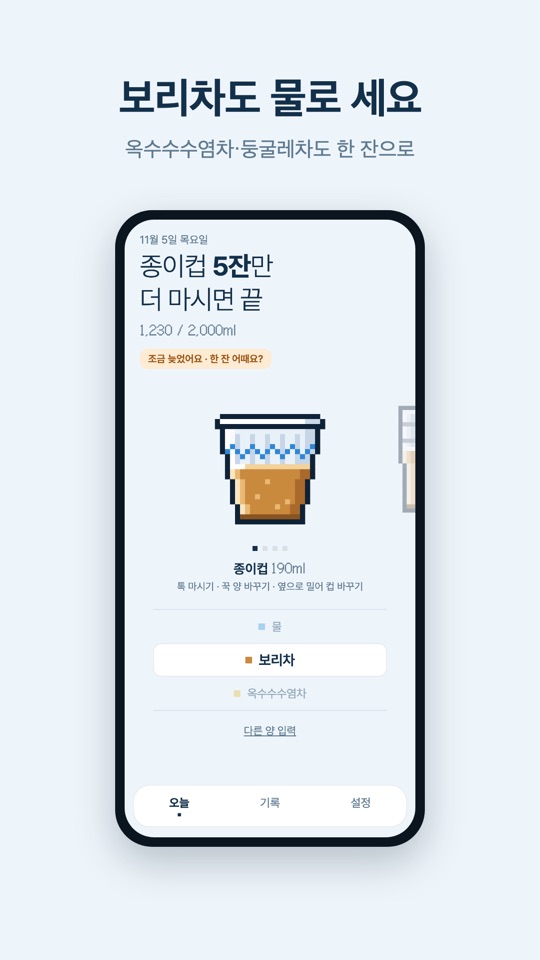 보리차도 물로 세요
옥수수수염차·둥굴레차도 한 잔으로
11월 5일 목요일
종이컵 5잔만
더 마시면 끝
1,230 / 2,000ml
조금 늦었어요 · 한 잔 어때요?
종이컵 190ml
톡 마시기 · 꾹 양 바꾸기 · 옆으로 밀어 컵 바꾸기
물
보리차
옥수수수염차
다른 양 입력
오늘 기록 설정